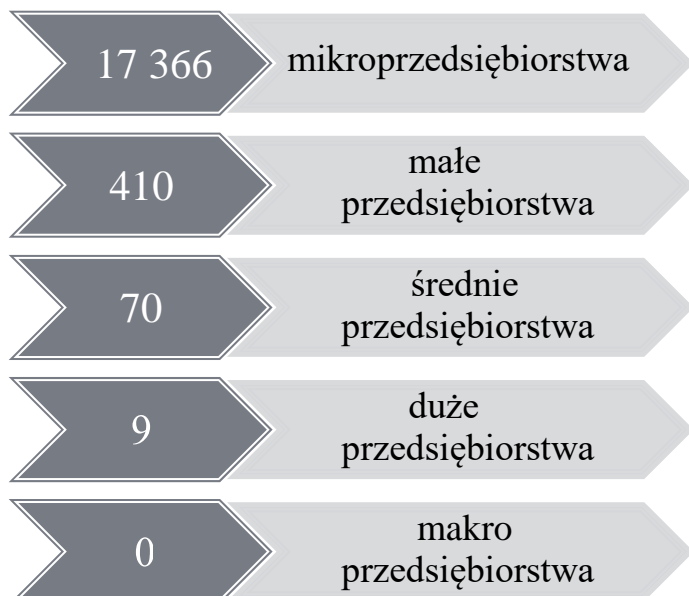 17 366
mikroprzedsiębiorstwa
410
małe
przedsiębiorstwa
70
średnie
przedsiębiorstwa
9
duże
przedsiębiorstwa
0
makro
przedsiębiorstwa